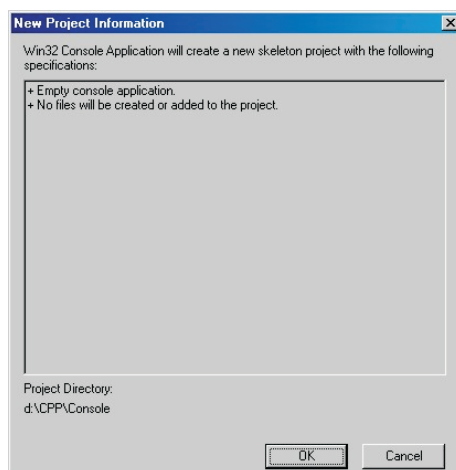 New Project Information
Win32 Console Application will create a new skeleton project with the following
specifications:
+ Empty console application.
+ No files will be created or added to the project.
Project Directory:
d:\CPP\Console
OK
Cancel